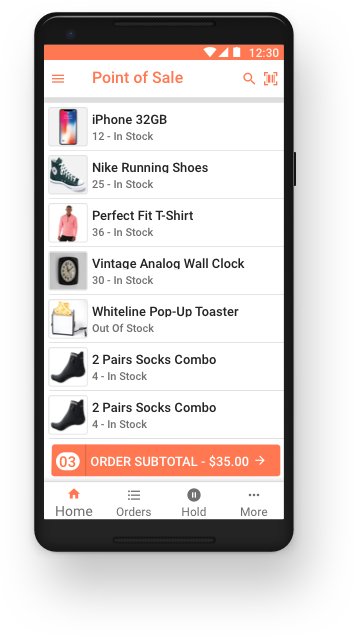 12:30
Point of Sale
iPhone 32GB
12 - In Stock
Nike Running Shoes
25 - In Stock
Perfect Fit T-Shirt
36 - In Stock
Vintage Analog Wall Clock
30 - In Stock
Whiteline Pop-Up Toaster
Out Of Stock
2 Pairs Socks Combo
4 - In Stock
2 Pairs Socks Combo
4 - In Stock
03 ORDER SUBTOTAL - $35.00
Home Orders Hold More